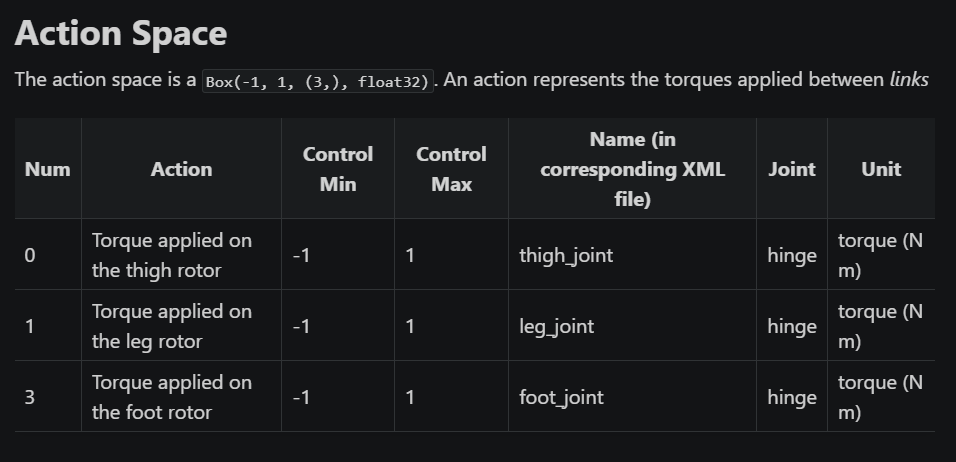 Action Space
The action space is a Box(-1, 1, (3,), float32). An action represents the torques applied between links
Num Action Control Min Control Max Name (in corresponding XML file) Joint Unit
0 Torque applied on the thigh rotor -1 1 thigh_joint hinge torque (N m)
1 Torque applied on the leg rotor -1 1 leg_joint hinge torque (N m)
3 Torque applied on the foot rotor -1 1 foot_joint hinge torque (N m)